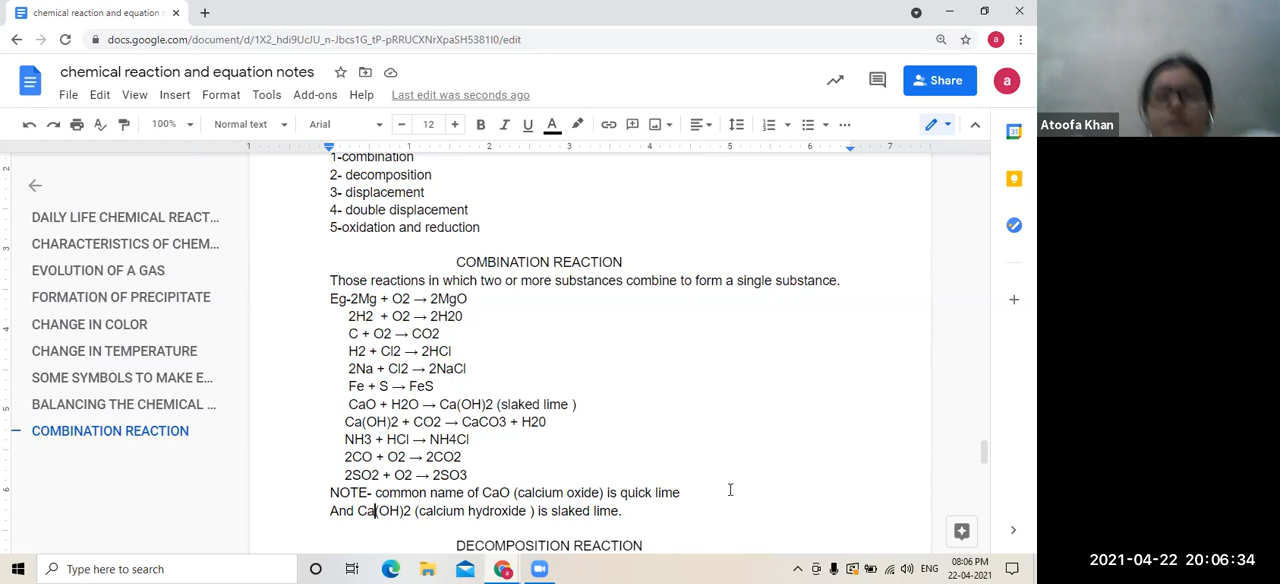 chemical reaction and equation n
docs.google.com/document/d/1X2_hdi9UcJU_n-Jbcs1G_tP-pRRUCXNrXpaSH5381I0/edit
chemical reaction and equation notes
File Edit View Insert Format Tools Add-ons Help Last edit was seconds ago
Share
100% Normal text Arial 12
1-combination
2- decomposition
3- displacement
4- double displacement
5-oxidation and reduction
COMBINATION REACTION
Those reactions in which two or more substances combine to form a single substance.
Eg-2Mg + O2 → 2MgO
2H2 + O2 → 2H20
C + O2 → CO2
H2 + Cl2 → 2HCl
2Na + Cl2 → 2NaCl
Fe + S → FeS
CaO + H2O → Ca(OH)2 (slaked lime )
Ca(OH)2 + CO2 → CaCO3 + H20
NH3 + HCl → NH4Cl
2CO + O2 → 2CO2
2SO2 + O2 → 2SO3
NOTE- common name of CaO (calcium oxide) is quick lime
And Ca(OH)2 (calcium hydroxide ) is slaked lime.
DECOMPOSITION REACTION
DAILY LIFE CHEMICAL REACT...
CHARACTERISTICS OF CHEM...
EVOLUTION OF A GAS
FORMATION OF PRECIPITATE
CHANGE IN COLOR
CHANGE IN TEMPERATURE
SOME SYMBOLS TO MAKE E...
BALANCING THE CHEMICAL ...
COMBINATION REACTION
Atoofa Khan
Type here to search
ENG
08:06 PM
22-04-2021
2021-04-22 20:06:34